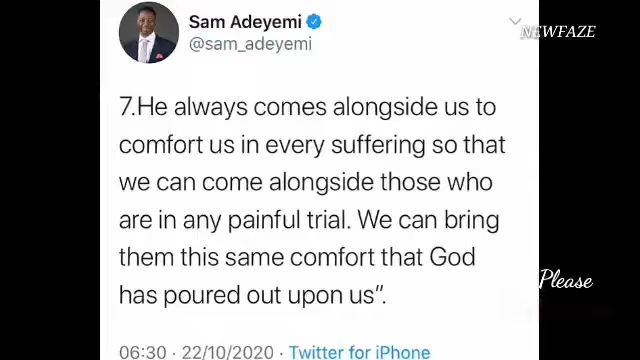 Sam Adeyemi
@sam_adeyemi
NEWFAZE
7.He always comes alongside us to
comfort us in every suffering so that
we can come alongside those who
are in any painful trial. We can bring
them this same comfort that God
has poured out upon us”.
Please
06:30 · 22/10/2020 · Twitter for iPhone